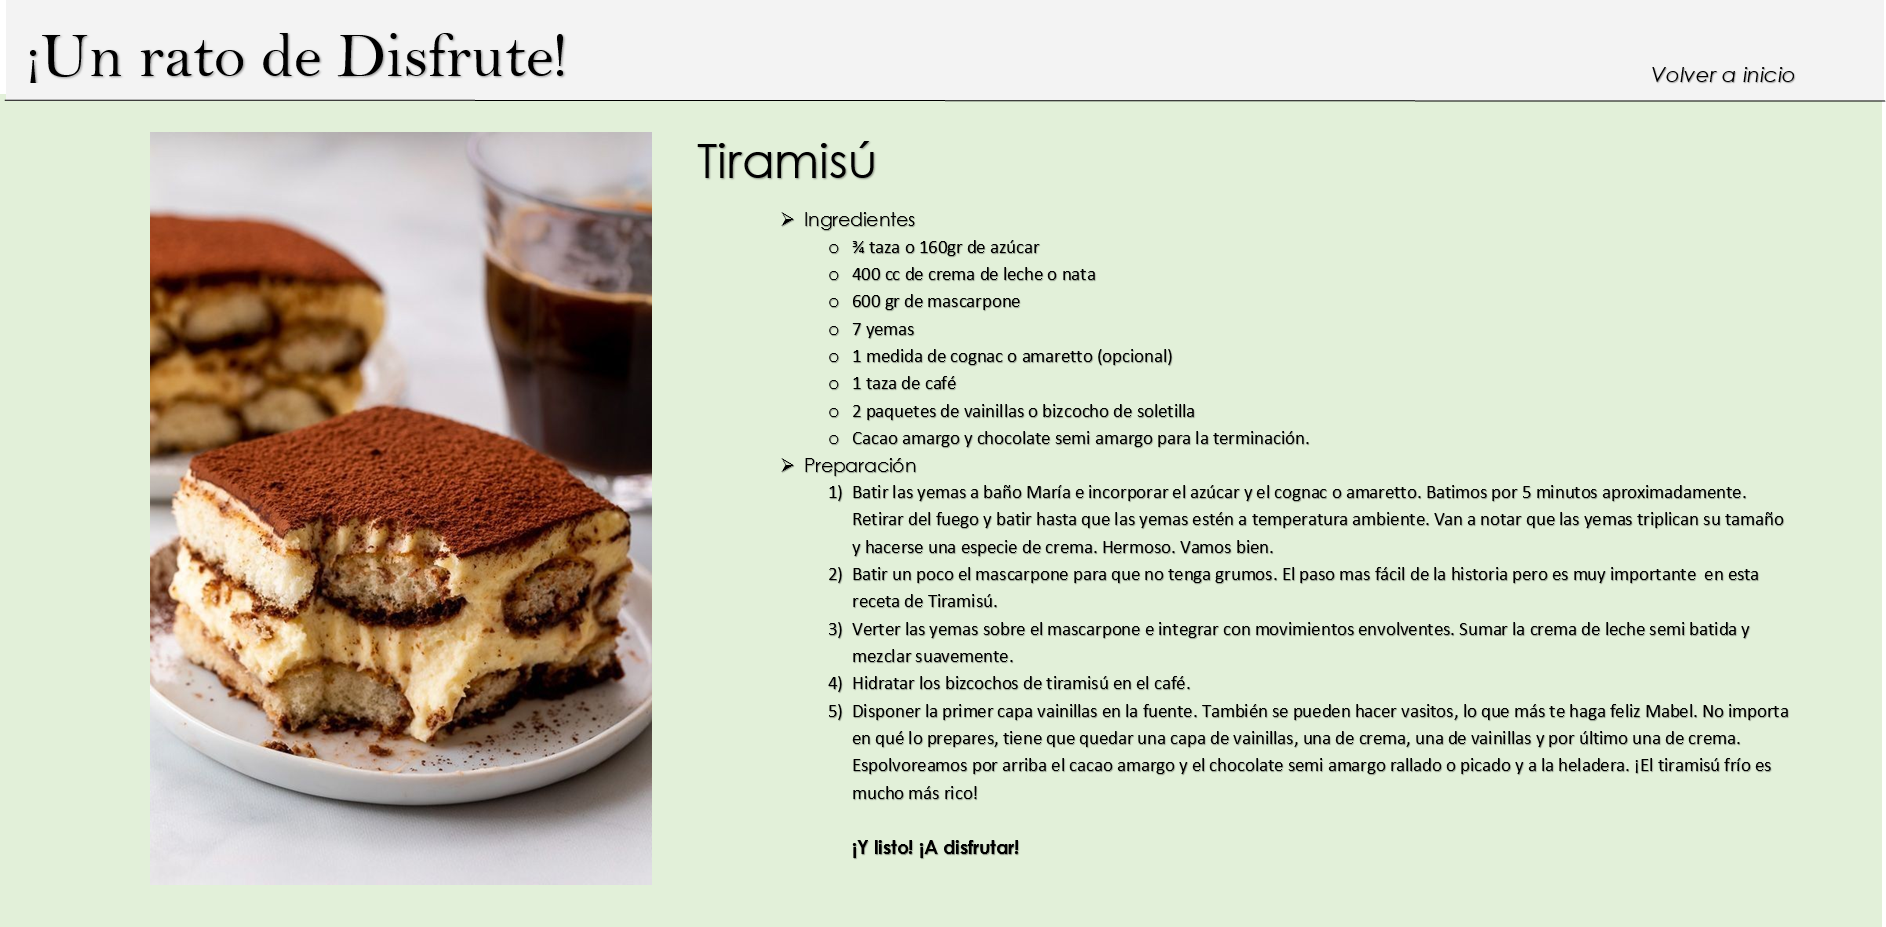 ¡Un rato de Disfrute!
Volver a inicio
Tiramisú
➢ Ingredientes
o ¾ taza o 160gr de azúcar
o 400 cc de crema de leche o nata
o 600 gr de mascarpone
o 7 yemas
o 1 medida de cognac o amaretto (opcional)
o 1 taza de café
o 2 paquetes de vainillas o bizcocho de soletilla
o Cacao amargo y chocolate semi amargo para la terminación.
➢ Preparación
1) Batir las yemas a baño María e incorporar el azúcar y el cognac o amaretto. Batimos por 5 minutos aproximadamente.
Retirar del fuego y batir hasta que las yemas estén a temperatura ambiente. Van a notar que las yemas triplican su tamaño
y hacerse una especie de crema. Hermoso. Vamos bien.
2) Batir un poco el mascarpone para que no tenga grumos. El paso mas fácil de la historia pero es muy importante en esta
receta de Tiramisú.
3) Verter las yemas sobre el mascarpone e integrar con movimientos envolventes. Sumar la crema de leche semi batida y
mezclar suavemente.
4) Hidratar los bizcochos de tiramisú en el café.
5) Disponer la primer capa vainillas en la fuente. También se pueden hacer vasitos, lo que más te haga feliz Mabel. No importa
en qué lo prepares, tiene que quedar una capa de vainillas, una de crema, una de vainillas y por último una de crema.
Espolvoreamos por arriba el cacao amargo y el chocolate semi amargo rallado o picado y a la heladera. ¡El tiramisú frío es
mucho más rico!
¡Y listo! ¡A disfrutar!